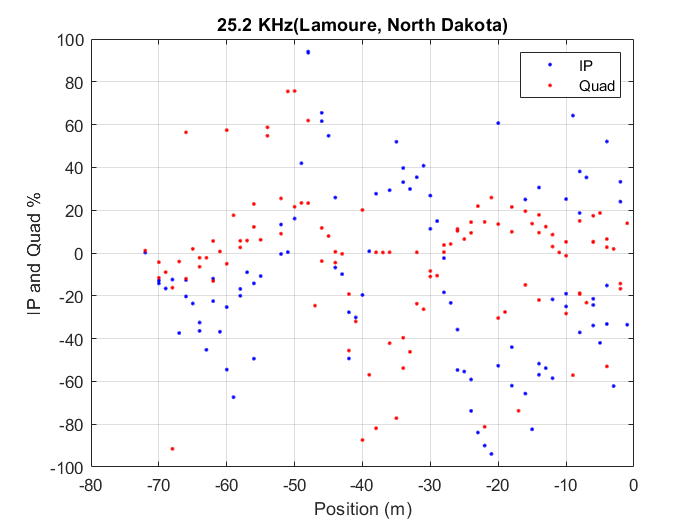 25.2 KHz(Lamoure, North Dakota)
IP
Quad
IP and Quad %
100
80
60
40
20
0
-20
-40
-60
-80
-100
-80 -70 -60 -50 -40 -30 -20 -10 0
Position (m)